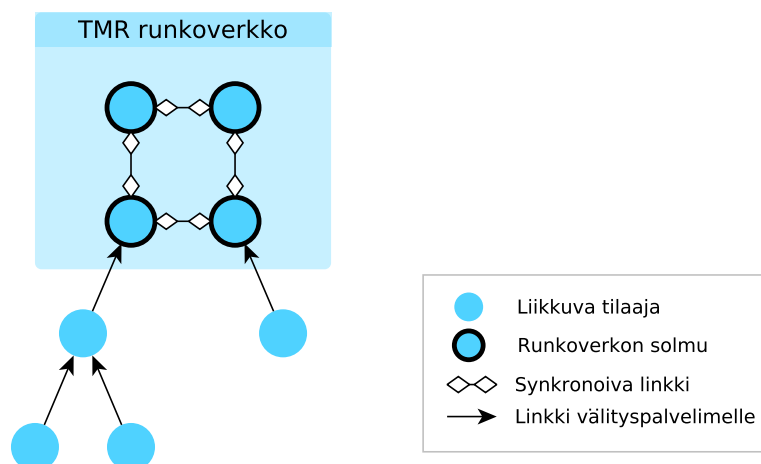 TMR runkoverkko
Liikkuva tilaaja
Runkoverkon solmu
Synkronoiva linkki
Linkki välityspalvelimelle